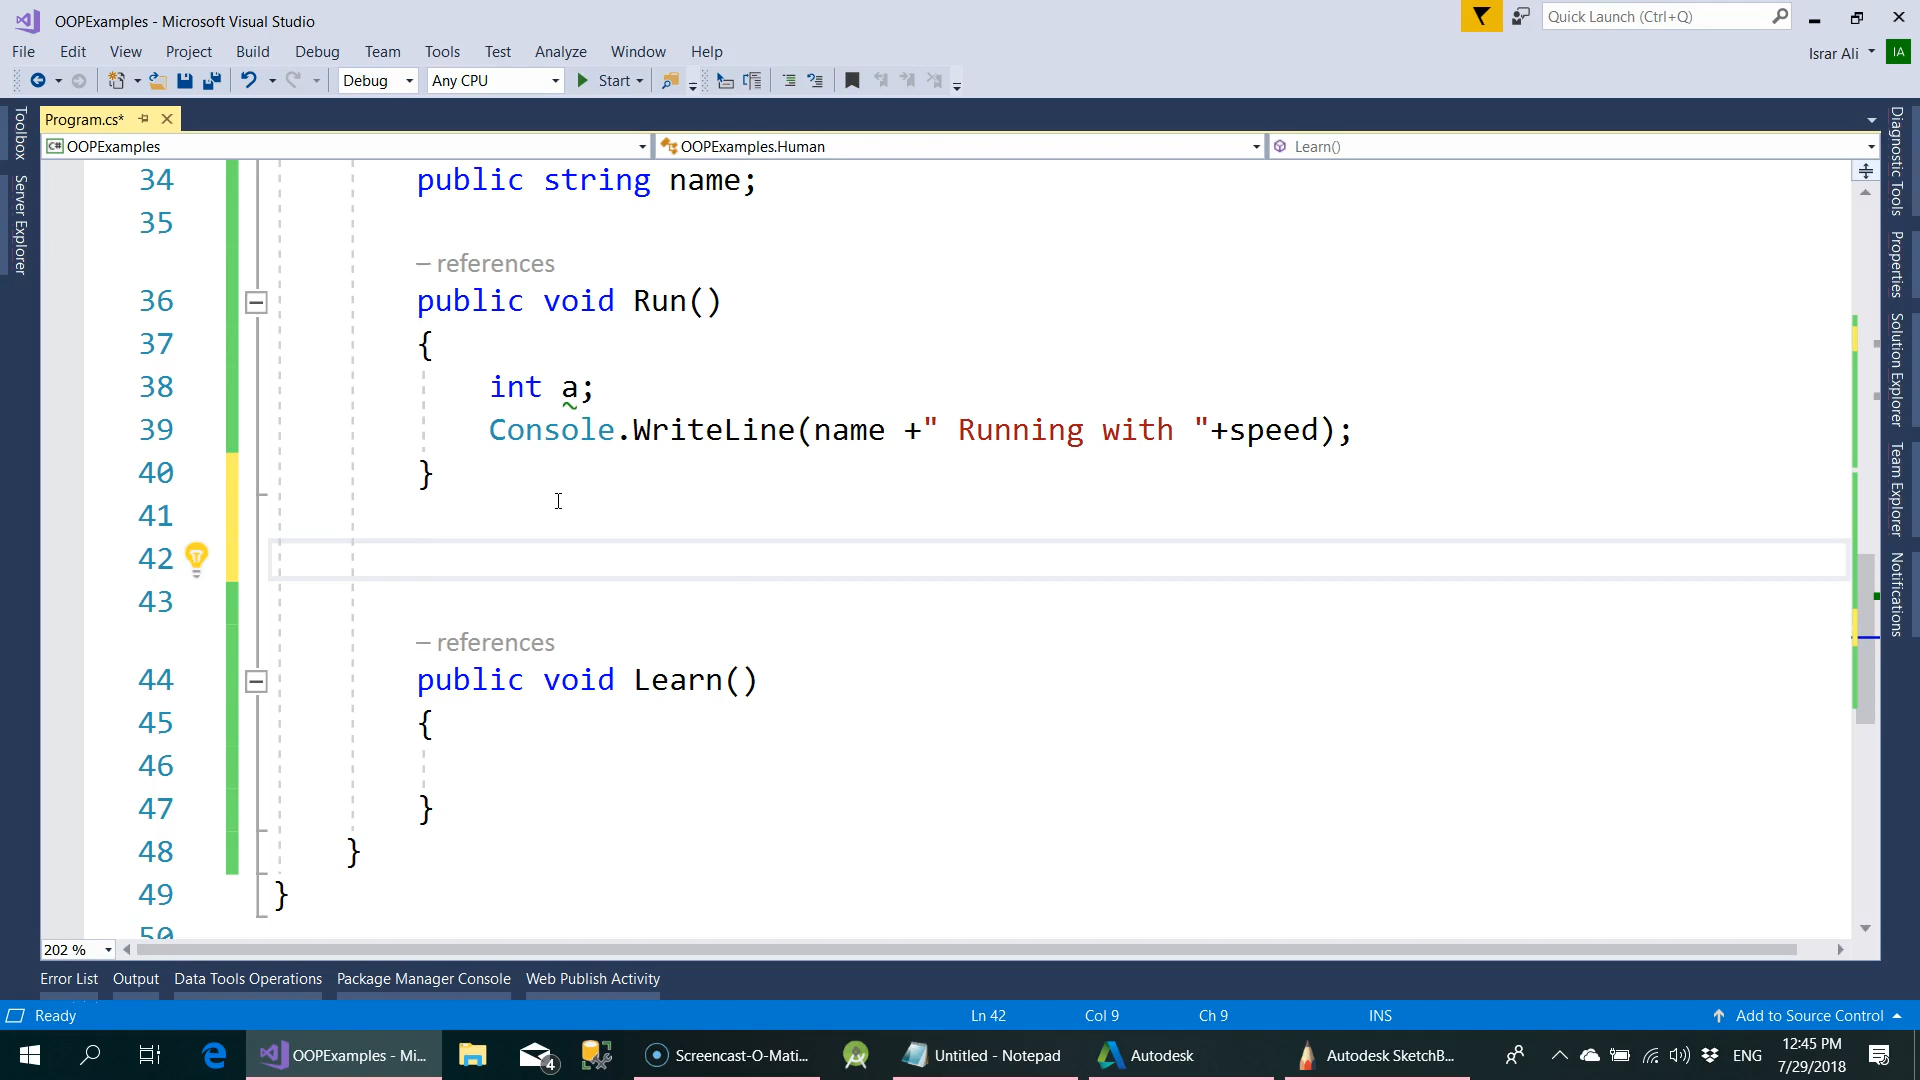 OOPExamples - Microsoft Visual Studio
Quick Launch (Ctrl+Q)
File Edit View Project Build Debug Team Tools Test Analyze Window Help
Israr Ali IA
Debug Any CPU Start
Toolbox
Server Explorer
Program.cs*
C# OOPExamples OOPExamples.Human Learn()
34 public string name;
35
— references
36 public void Run()
37 {
38 int a;
39 Console.WriteLine(name +" Running with "+speed);
40 }
41
42
43
— references
44 public void Learn()
45 {
46
47 }
48 }
49 }
50
Diagnostic Tools
Properties
Solution Explorer
Team Explorer
Notifications
202 %
Error List Output Data Tools Operations Package Manager Console Web Publish Activity
Ready Ln 42 Col 9 Ch 9 INS Add to Source Control
OOPExamples - Mi... 4 Screencast-O-Mati... Untitled - Notepad Autodesk Autodesk SketchB... ENG 12:45 PM
7/29/2018